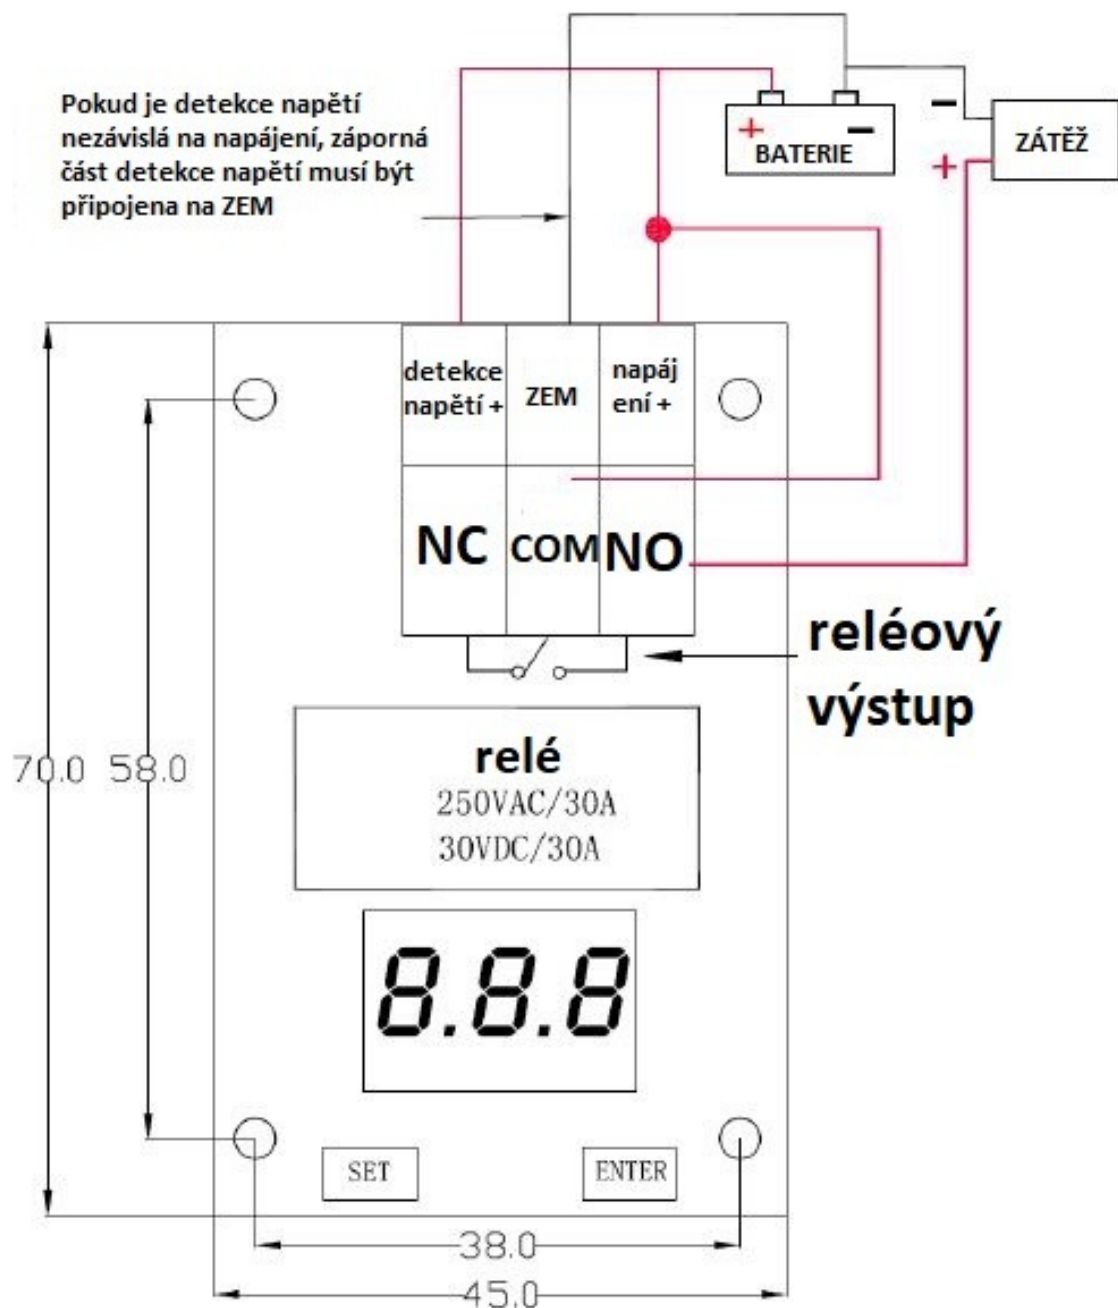 Pokud je detekce napětí
nezávislá na napájení, záporná
část detekce napětí musí být
připojena na ZEM
+ -
BATERIE
-
+
ZÁTĚŽ
detekce
napětí +
ZEM
napáj
ení +
NC COM NO
reléový
výstup
relé
250VAC/30A
30VDC/30A
70.0 58.0
8.8.8
SET ENTER
38.0
45.0